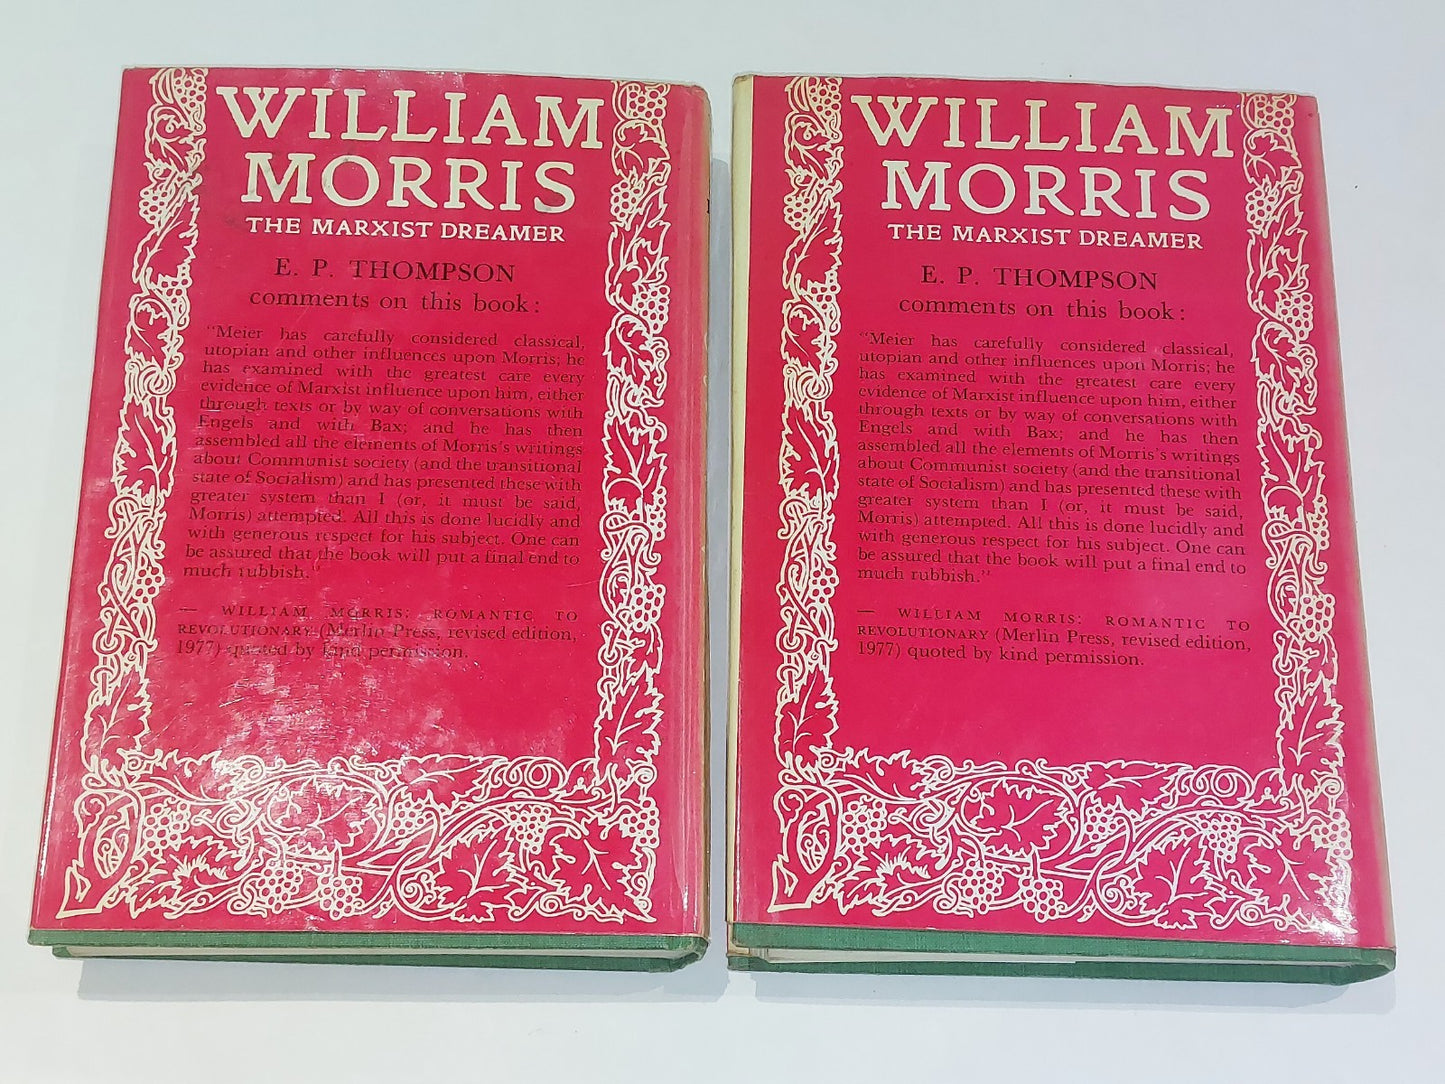 WILLIAM
MORRIS
THE MARXIST DREAMER
E. P. THOMPSON
comments on this book:
"Meier has carefully considered classical,
utopian and other influences upon Morris; he
has examined with the greatest care every
evidence of Marxist influence upon him, either
through texts or by way of conversations with
Engels and with Bax; and he has then
assembled all the elements of Morris's writings
about Communist society (and the transitional
state of Socialism) and has presented these with
greater system than I (or, it must be said,
Morris) attempted. All this is done lucidly and
with generous respect for his subject. One can
be assured that the book will put a final end to
much rubbish."
— WILLIAM MORRIS: ROMANTIC TO
REVOLUTIONARY (Merlin Press, revised edition,
1977) quoted by kind permission.
WILLIAM
MORRIS
THE MARXIST DREAMER
E. P. THOMPSON
comments on this book:
"Meier has carefully considered classical,
utopian and other influences upon Morris; he
has examined with the greatest care every
evidence of Marxist influence upon him, either
through texts or by way of conversations with
Engels and with Bax; and he has then
assembled all the elements of Morris's writings
about Communist society (and the transitional
state of Socialism) and has presented these with
greater system than I (or, it must be said,
Morris) attempted. All this is done lucidly and
with generous respect for his subject. One can
be assured that the book will put a final end to
much rubbish."
— WILLIAM MORRIS: ROMANTIC TO
REVOLUTIONARY (Merlin Press, revised edition,
1977) quoted by kind permission.